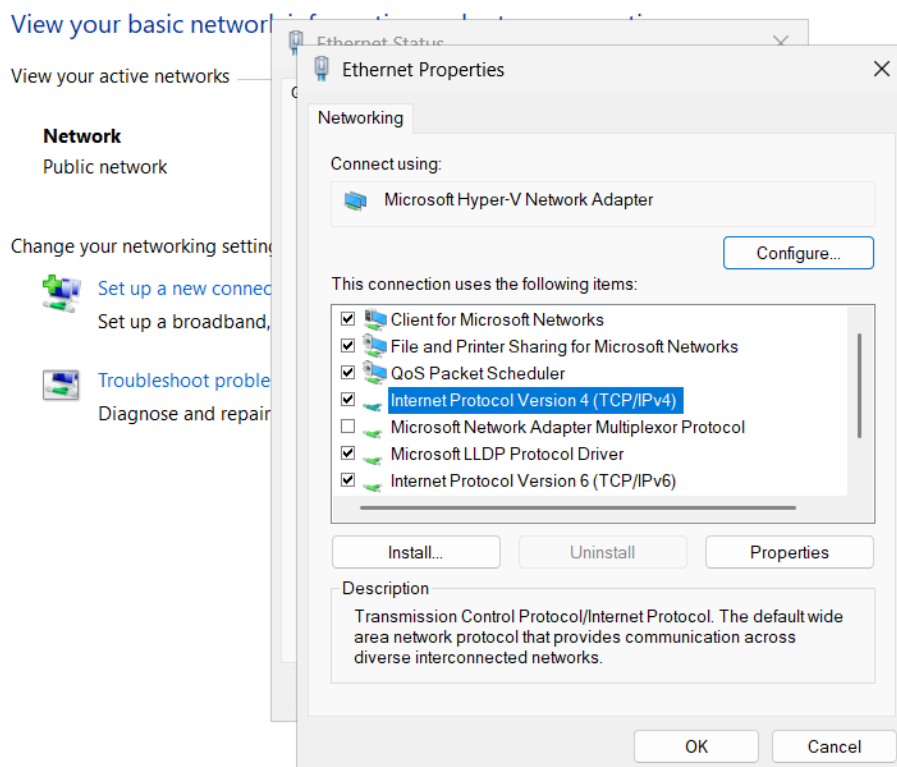 View your basic network
Ethernet Status
View your active networks
Network
Public network
Change your networking setting
Set up a new connec
Set up a broadband,
Troubleshoot proble
Diagnose and repair
Ethernet Properties
Networking
Connect using:
Microsoft Hyper-V Network Adapter
Configure...
This connection uses the following items:
Client for Microsoft Networks
File and Printer Sharing for Microsoft Networks
QoS Packet Scheduler
Internet Protocol Version 4 (TCP/IPv4)
Microsoft Network Adapter Multiplexor Protocol
Microsoft LLDP Protocol Driver
Internet Protocol Version 6 (TCP/IPv6)
Install...
Uninstall
Properties
Description
Transmission Control Protocol/Internet Protocol. The default wide
area network protocol that provides communication across
diverse interconnected networks.
OK
Cancel